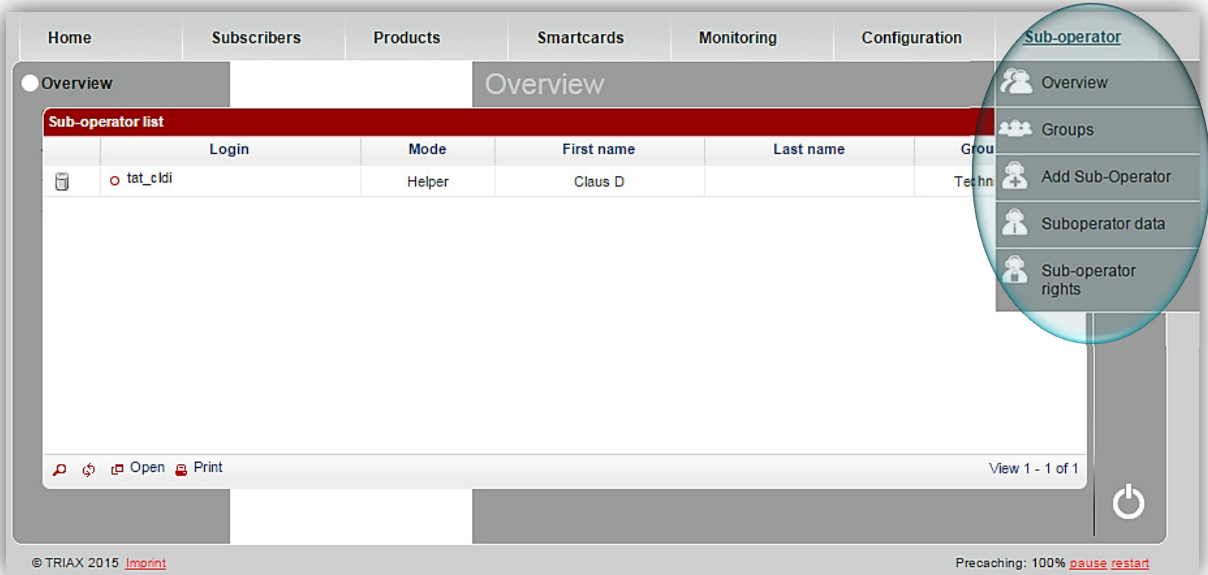 Home Subscribers Products Smartcards Monitoring Configuration Sub-operator
Overview
Overview
Overview
Groups
Add Sub-Operator
Suboperator data
Sub-operator
rights
Sub-operator list
Login Mode First name Last name
tat_cldi Helper Claus D
Open Print View 1 - 1 of 1
© TRIAX 2015 Imprint Precaching: 100% pause restart